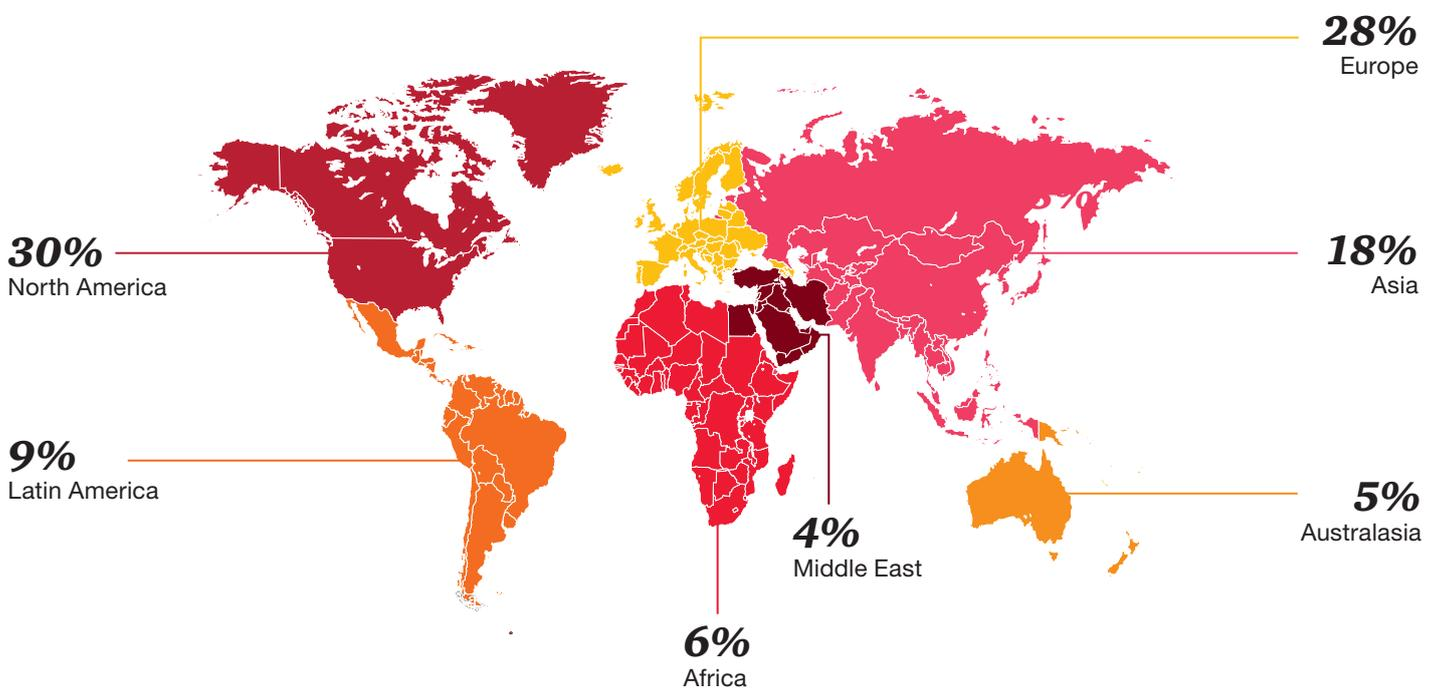 28%
Europe
30%
North America
18%
Asia
9%
Latin America
5%
Australasia
4%
Middle East
6%
Africa